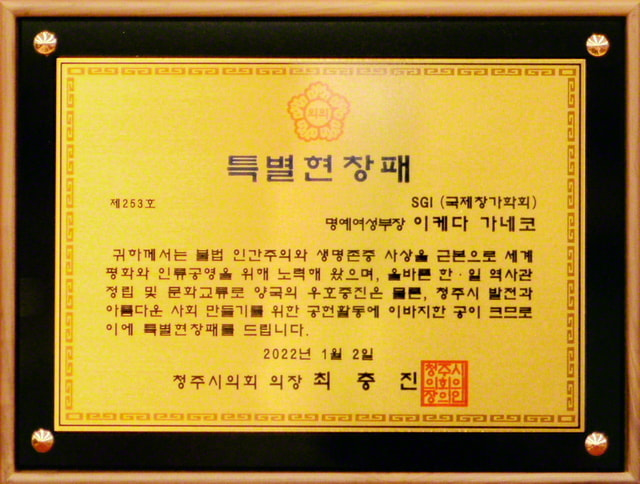 의회
특별현창패
제253호
SGI (국제창가학회)
명예여성부장 이케다 가네코
귀하께서는 불법 인간주의와 생명존중 사상을 근본으로 세계
평화와 인류공영을 위해 노력해 왔으며, 올바른 한·일 역사관
정립 및 문화교류로 양국의 우호증진은 물론, 청주시 발전과
아름다운 사회 만들기를 위한 공헌활동에 이바지한 공이 크므로
이에 특별현창패를 드립니다.
2022년 1월 2일
청주시의회 의장 최충진
청주시
의회의
장의인